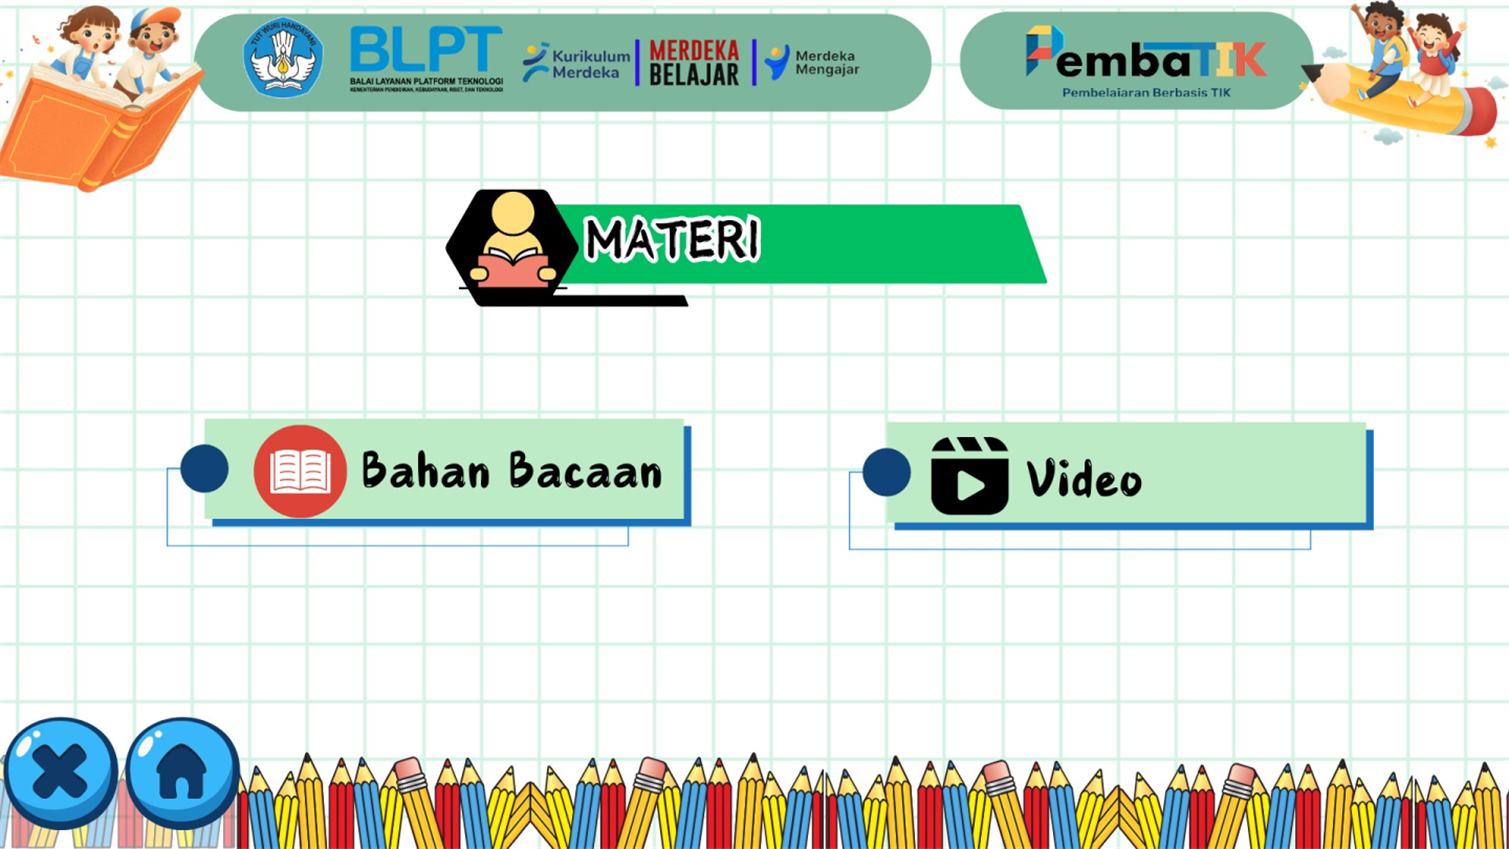 TUT WURI HANDAYANI
BLPT
BALAI LAYANAN PLATFORM TEKNOLOGI
KEMENTERIAN PENDIDIKAN, KEBUDAYAAN, RISET, DAN TEKNOLOGI
Kurikulum
Merdeka
MERDEKA
BELAJAR
Merdeka
Mengajar
PembaTIK
Pembelajaran Berbasis TIK
MATERI
Bahan Bacaan
Video